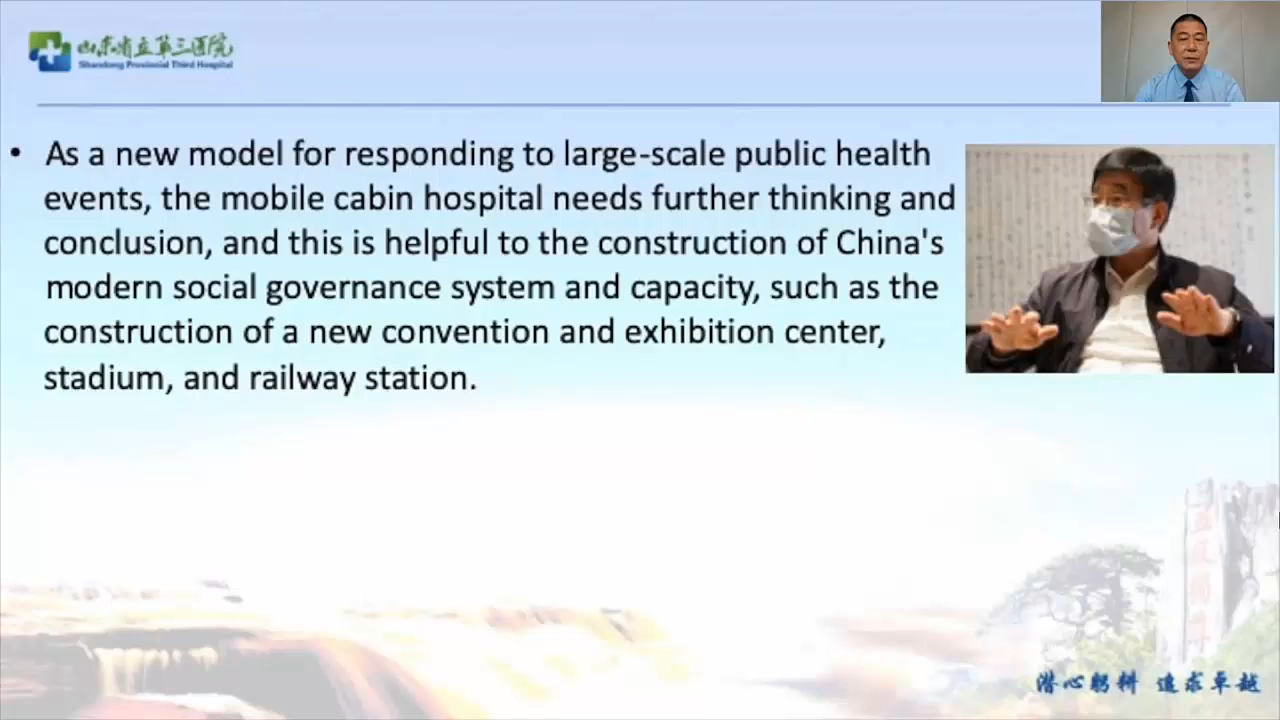 山东省立第三医院
Shandong Provincial Third Hospital
• As a new model for responding to large-scale public health
events, the mobile cabin hospital needs further thinking and
conclusion, and this is helpful to the construction of China's
modern social governance system and capacity, such as the
construction of a new convention and exhibition center,
stadium, and railway station.
潜心躬耕 追求卓越